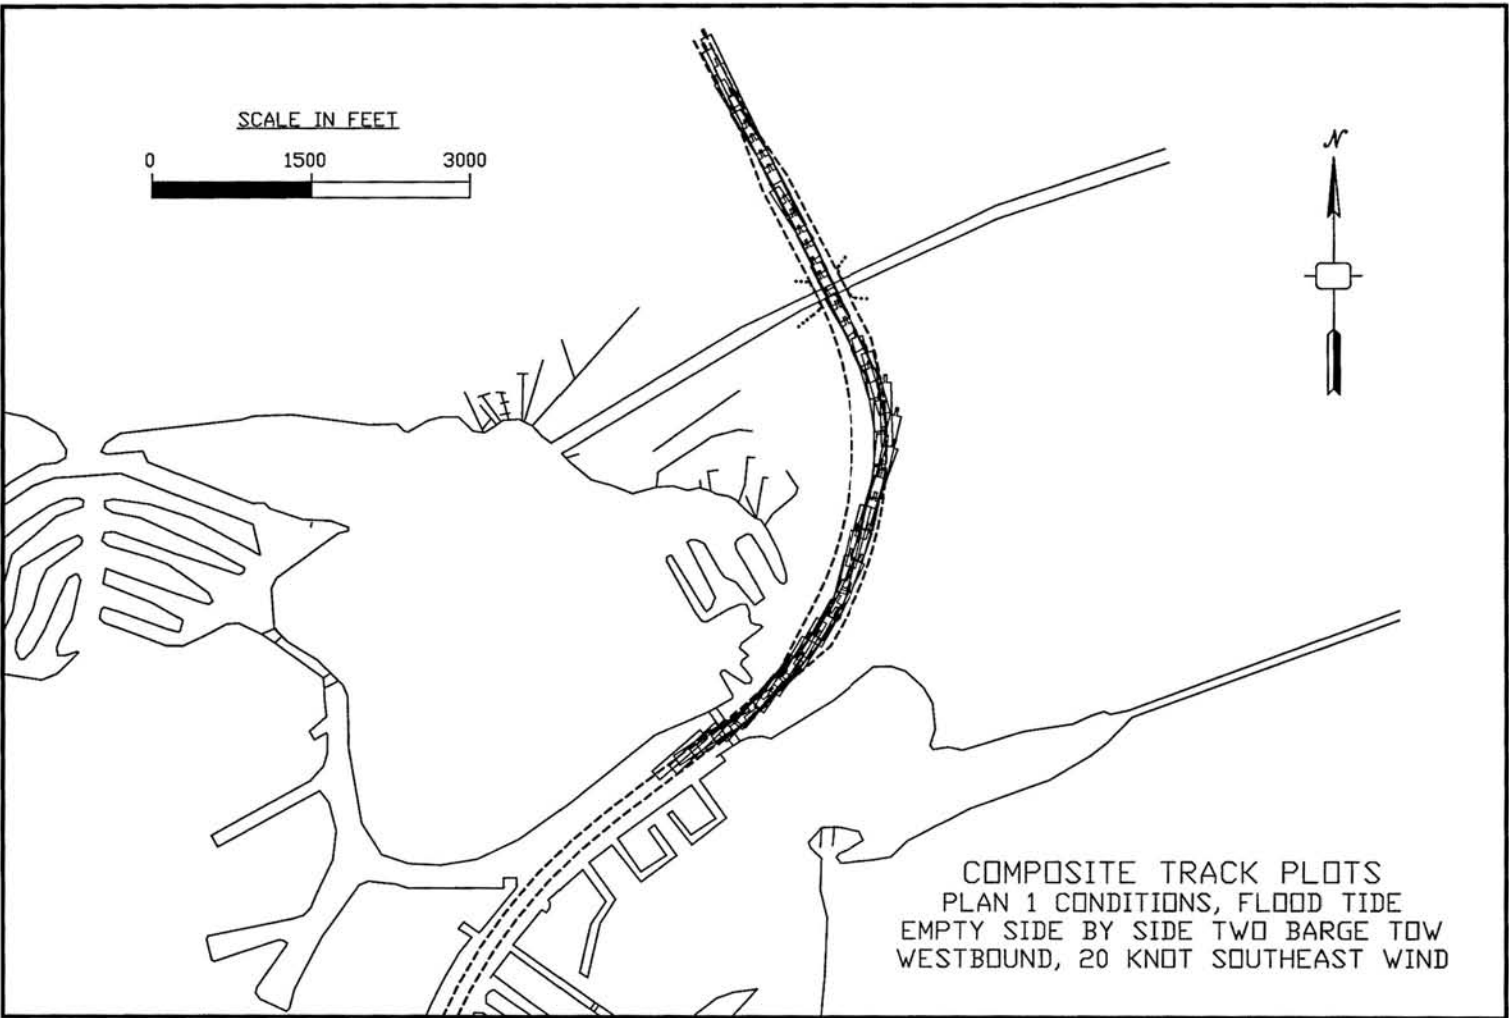 SCALE IN FEET
0 1500 3000
N
COMPOSITE TRACK PLOTS
PLAN 1 CONDITIONS, FLOOD TIDE
EMPTY SIDE BY SIDE TWO BARGE TOW
WESTBOUND, 20 KNOT SOUTHEAST WIND